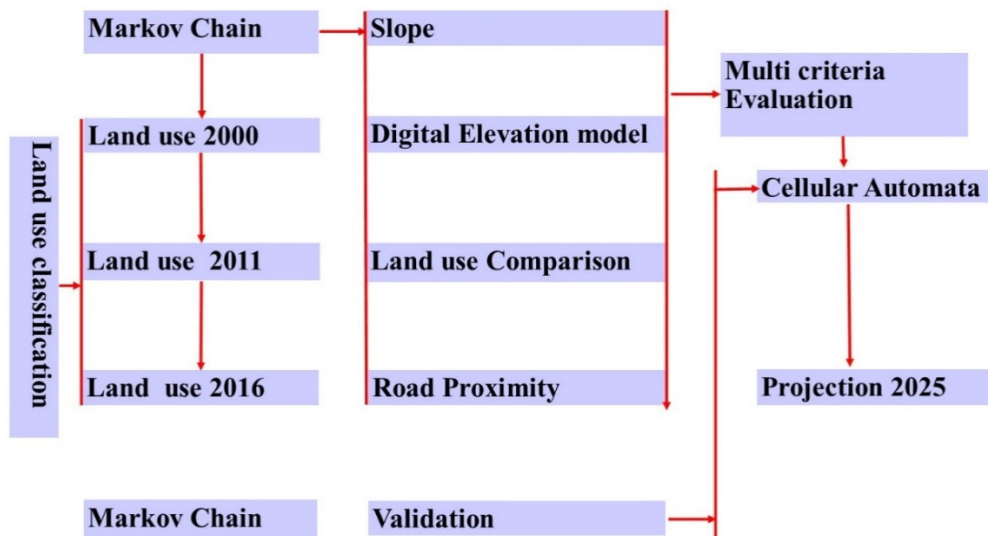 Markov Chain
Slope
Multi criteria
Evaluation
Land use 2000
Digital Elevation model
Cellular Automata
Land use classification
Land use  2011
Land use Comparison
Land  use 2016
Road Proximity
Projection 2025
Markov Chain
Validation